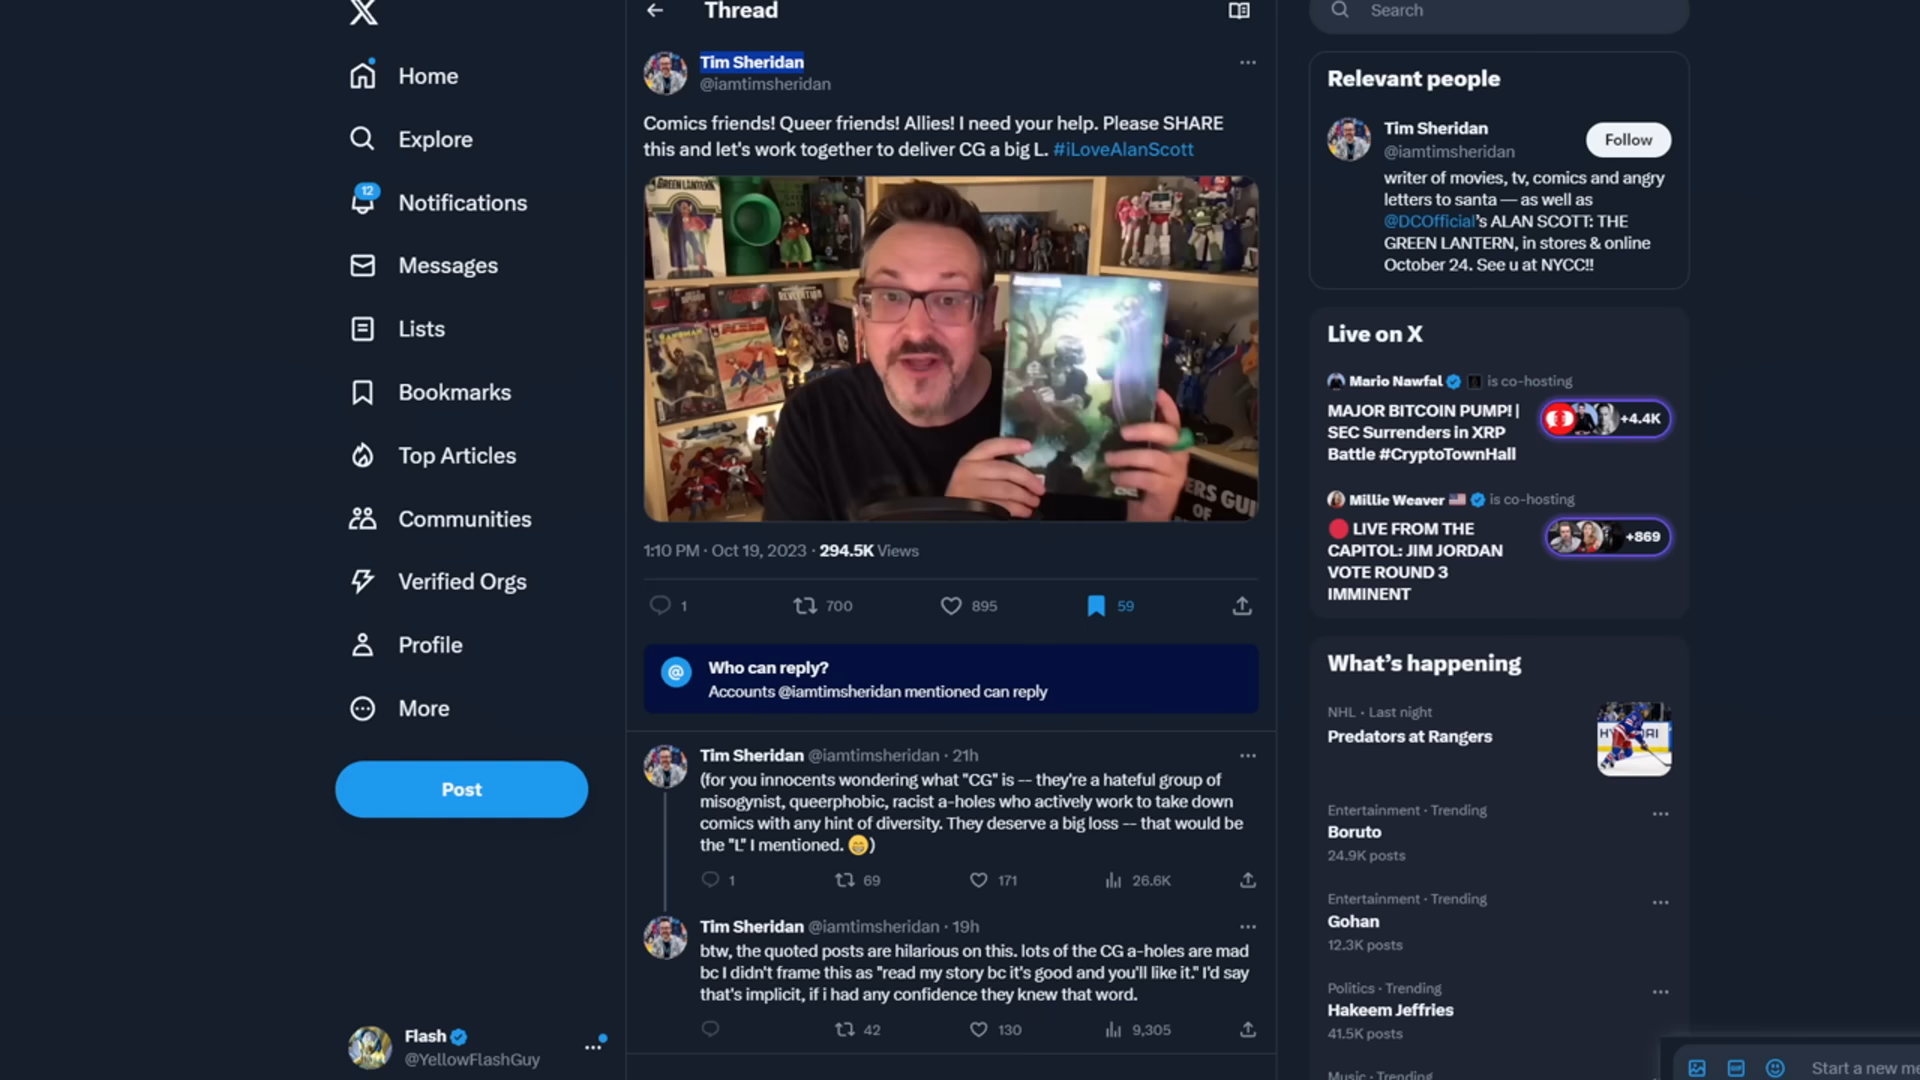 Home
Explore
12
Notifications
Messages
Lists
Bookmarks
Top Articles
Communities
Verified Orgs
Profile
More
Post
Flash
@YellowFlashGuy
Thread
Tim Sheridan
@iamtimsheridan
Comics friends! Queer friends! Allies! I need your help. Please SHARE
this and let's work together to deliver CG a big L. #iLoveAlanScott
GREEN LANTERN
REVELATION
SANDMAN
1:10 PM · Oct 19, 2023 · 294.5K Views
1
700
895
59
Who can reply?
Accounts @iamtimsheridan mentioned can reply
Tim Sheridan @iamtimsheridan · 21h
(for you innocents wondering what "CG" is -- they're a hateful group of
misogynist, queerphobic, racist a-holes who actively work to take down
comics with any hint of diversity. They deserve a big loss -- that would be
the "L" I mentioned. 😁)
1
69
171
26.6K
Tim Sheridan @iamtimsheridan · 19h
btw, the quoted posts are hilarious on this. lots of the CG a-holes are mad
bc I didn't frame this as "read my story bc it's good and you'll like it." I'd say
that's implicit, if i had any confidence they knew that word.
42
130
9,305
Search
Relevant people
Tim Sheridan
@iamtimsheridan
Follow
writer of movies, tv, comics and angry
letters to santa — as well as
@DCOfficial's ALAN SCOTT: THE
GREEN LANTERN, in stores & online
October 24. See u at NYCC!!
Live on X
Mario Nawfal is co-hosting
MAJOR BITCOIN PUMP! |
SEC Surrenders in XRP
Battle #CryptoTownHall
+4.4K
Millie Weaver 🇺🇸 is co-hosting
🔴 LIVE FROM THE
CAPITOL: JIM JORDAN
VOTE ROUND 3
IMMINENT
+869
What's happening
NHL · Last night
Predators at Rangers
Entertainment · Trending
Boruto
24.9K posts
Entertainment · Trending
Gohan
12.3K posts
Politics · Trending
Hakeem Jeffries
41.5K posts
Music · Trending
Start a new me